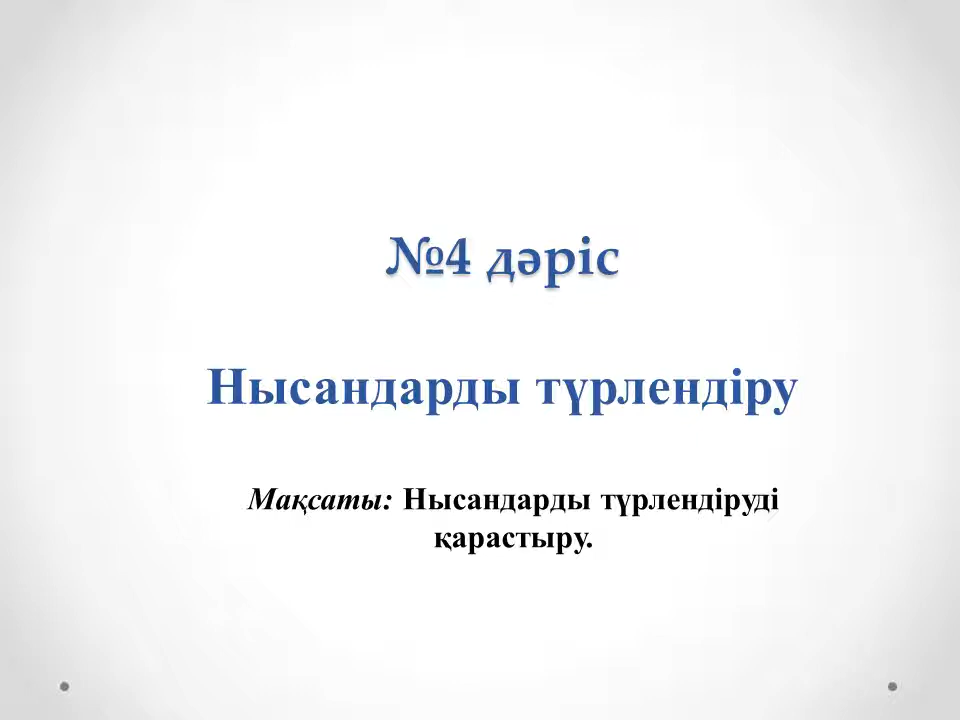 №4 дәріс
Нысандарды түрлендіру
Мақсаты: Нысандарды түрлендіруді
қарастыру.